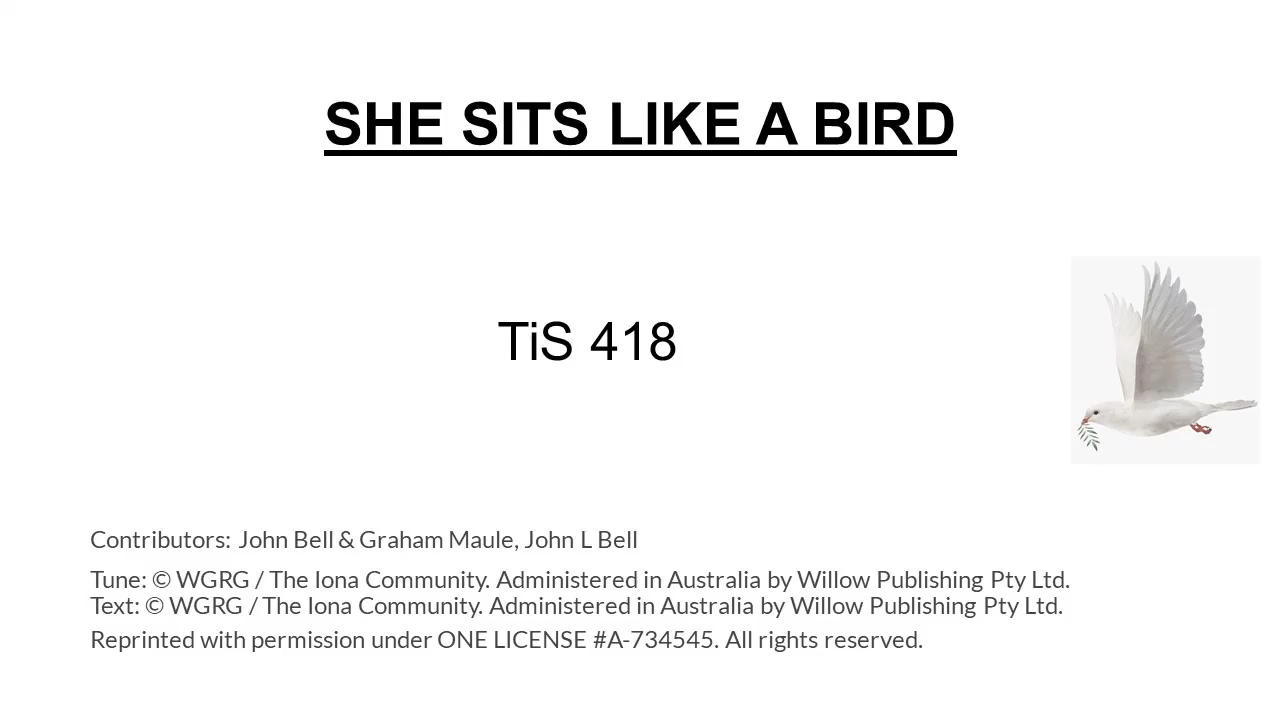 SHE SITS LIKE A BIRD
TiS 418
Contributors: John Bell & Graham Maule, John L Bell
Tune: © WGRG / The Iona Community. Administered in Australia by Willow Publishing Pty Ltd.
Text: © WGRG / The Iona Community. Administered in Australia by Willow Publishing Pty Ltd.
Reprinted with permission under ONE LICENSE #A-734545. All rights reserved.